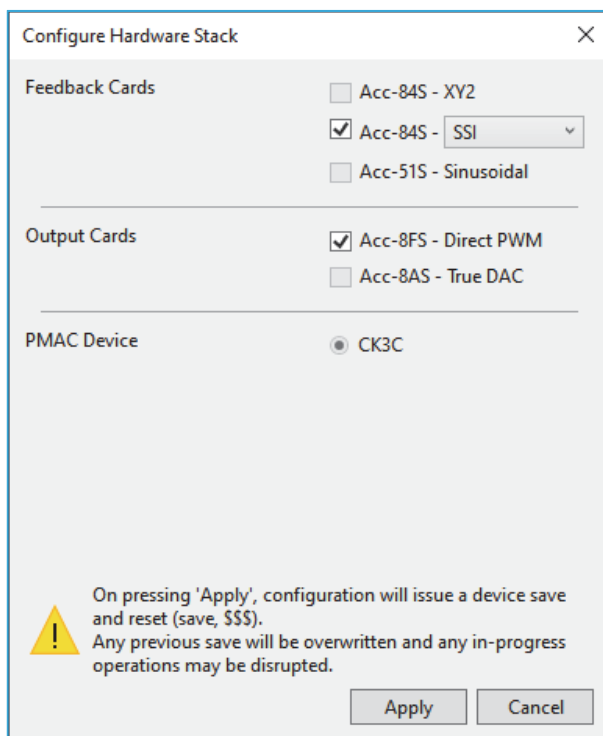 Configure Hardware Stack
Feedback Cards
Acc-84S - XY2
Acc-84S - SSI
Acc-51S - Sinusoidal
Output Cards
Acc-8FS - Direct PWM
Acc-8AS - True DAC
PMAC Device
CK3C
On pressing 'Apply', configuration will issue a device save
and reset (save, $$$).
Any previous save will be overwritten and any in-progress
operations may be disrupted.
Apply
Cancel